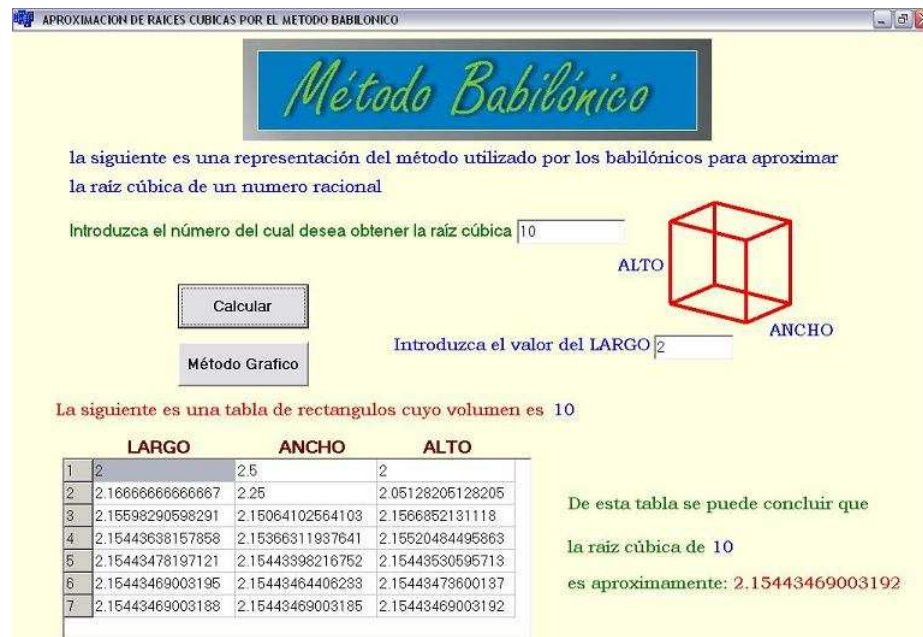 APROXIMACION DE RAICES CUBICAS POR EL METODO BABILONICO
Método Babilónico
la siguiente es una representación del método utilizado por los babilónicos para aproximar
la raíz cúbica de un numero racional
Introduzca el número del cual desea obtener la raíz cúbica 10
ALTO
Calcular
ANCHO
Introduzca el valor del LARGO 2
Método Grafico
La siguiente es una tabla de rectangulos cuyo volumen es 10
LARGO ANCHO ALTO
1 2 2.5 2
2 2.16666666666667 2.25 2.05128205128205
3 2.15598290598291 2.15064102564103 2.1566852131118
4 2.15443638157858 2.15366311937641 2.15520484495863
5 2.15443478197121 2.15443398216752 2.15443530595713
6 2.15443469003195 2.15443464406233 2.15443473600137
7 2.15443469003188 2.15443469003185 2.15443469003192
De esta tabla se puede concluir que
la raíz cúbica de 10
es aproximamente: 2.15443469003192